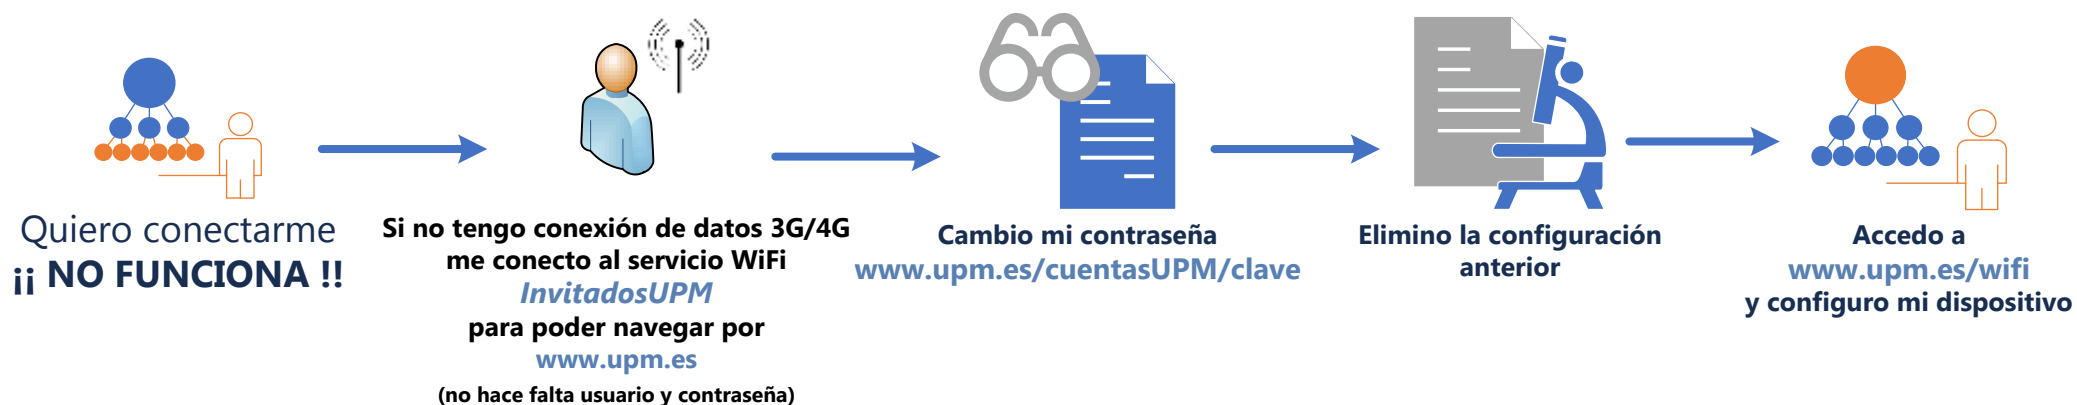 Quiero conectarme
¡¡ NO FUNCIONA !!
Si no tengo conexión de datos 3G/4G
me conecto al servicio WiFi
InvitadosUPM
para poder navegar por
www.upm.es
(no hace falta usuario y contraseña)
Cambio mi contraseña
www.upm.es/cuentasUPM/clave
Elimino la configuración
anterior
Accedo a
www.upm.es/wifi
y configuro mi dispositivo